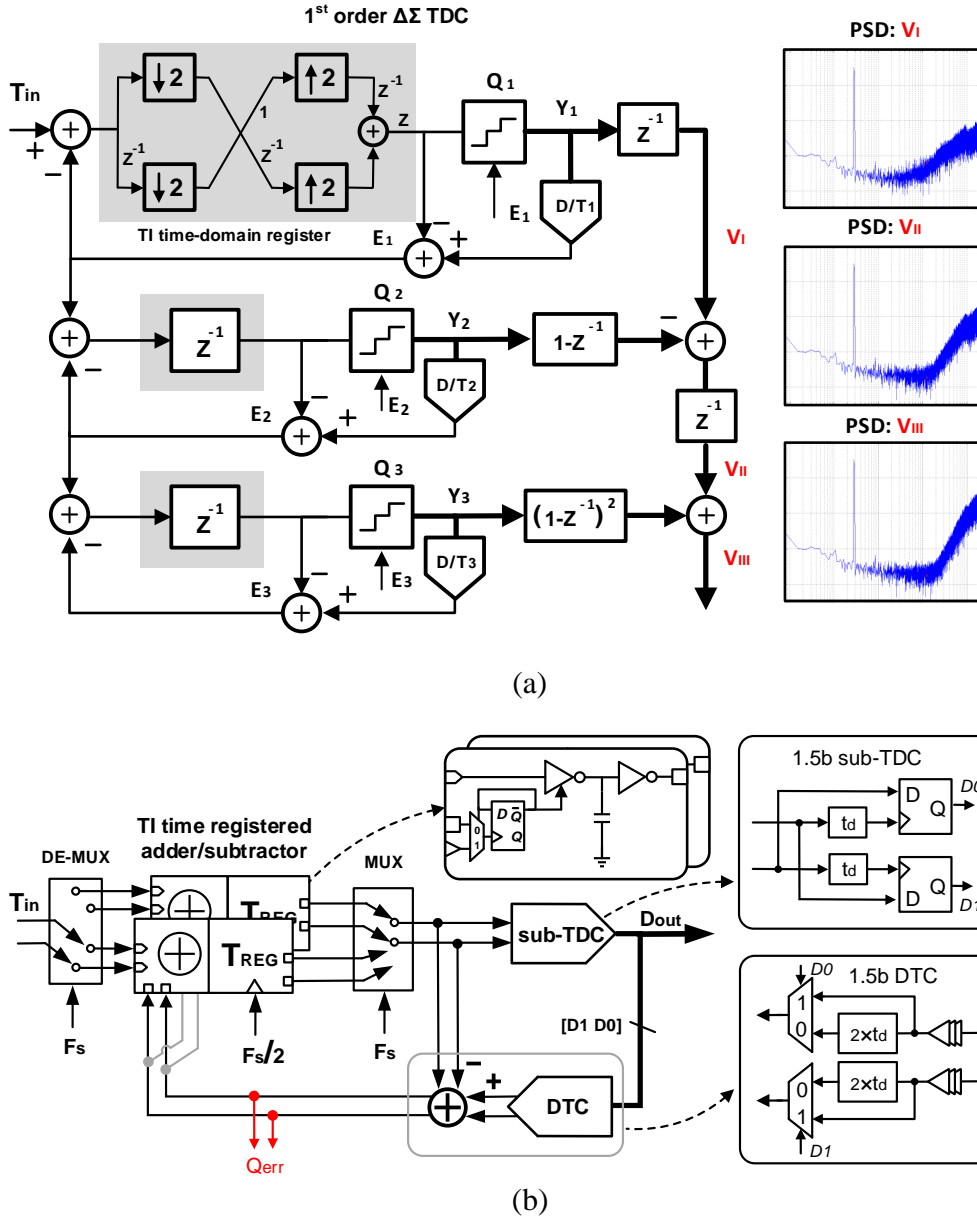 1st order ΔΣ TDC
Tin
+
−
↓2
↑2
z-1
z-1
1
z-1
z-1
+
z
↓2
↑2
TI time-domain register
Q1
E1
Y1
D/T1
Z-1
E1
−
+
VI
Q2
Z-1
E2
Y2
D/T2
1-Z-1
−
E2
−
+
Z-1
VII
Q3
Z-1
E3
Y3
D/T3
(1-Z-1)2
E3
−
+
VIII
PSD: VI
PSD: VII
PSD: VIII
(a)
TI time registered
adder/subtractor
DE-MUX
MUX
Tin
TREG
TREG
Fs
Fs/2
Fs
D Q
Q
0
1
sub-TDC
Dout
[D1 D0]
−
+
DTC
Qerr
1.5b sub-TDC
D0
D
Q
td
td
D
Q
D1
1.5b DTC
D0
1
0
2×td
0
1
2×td
D1
(b)